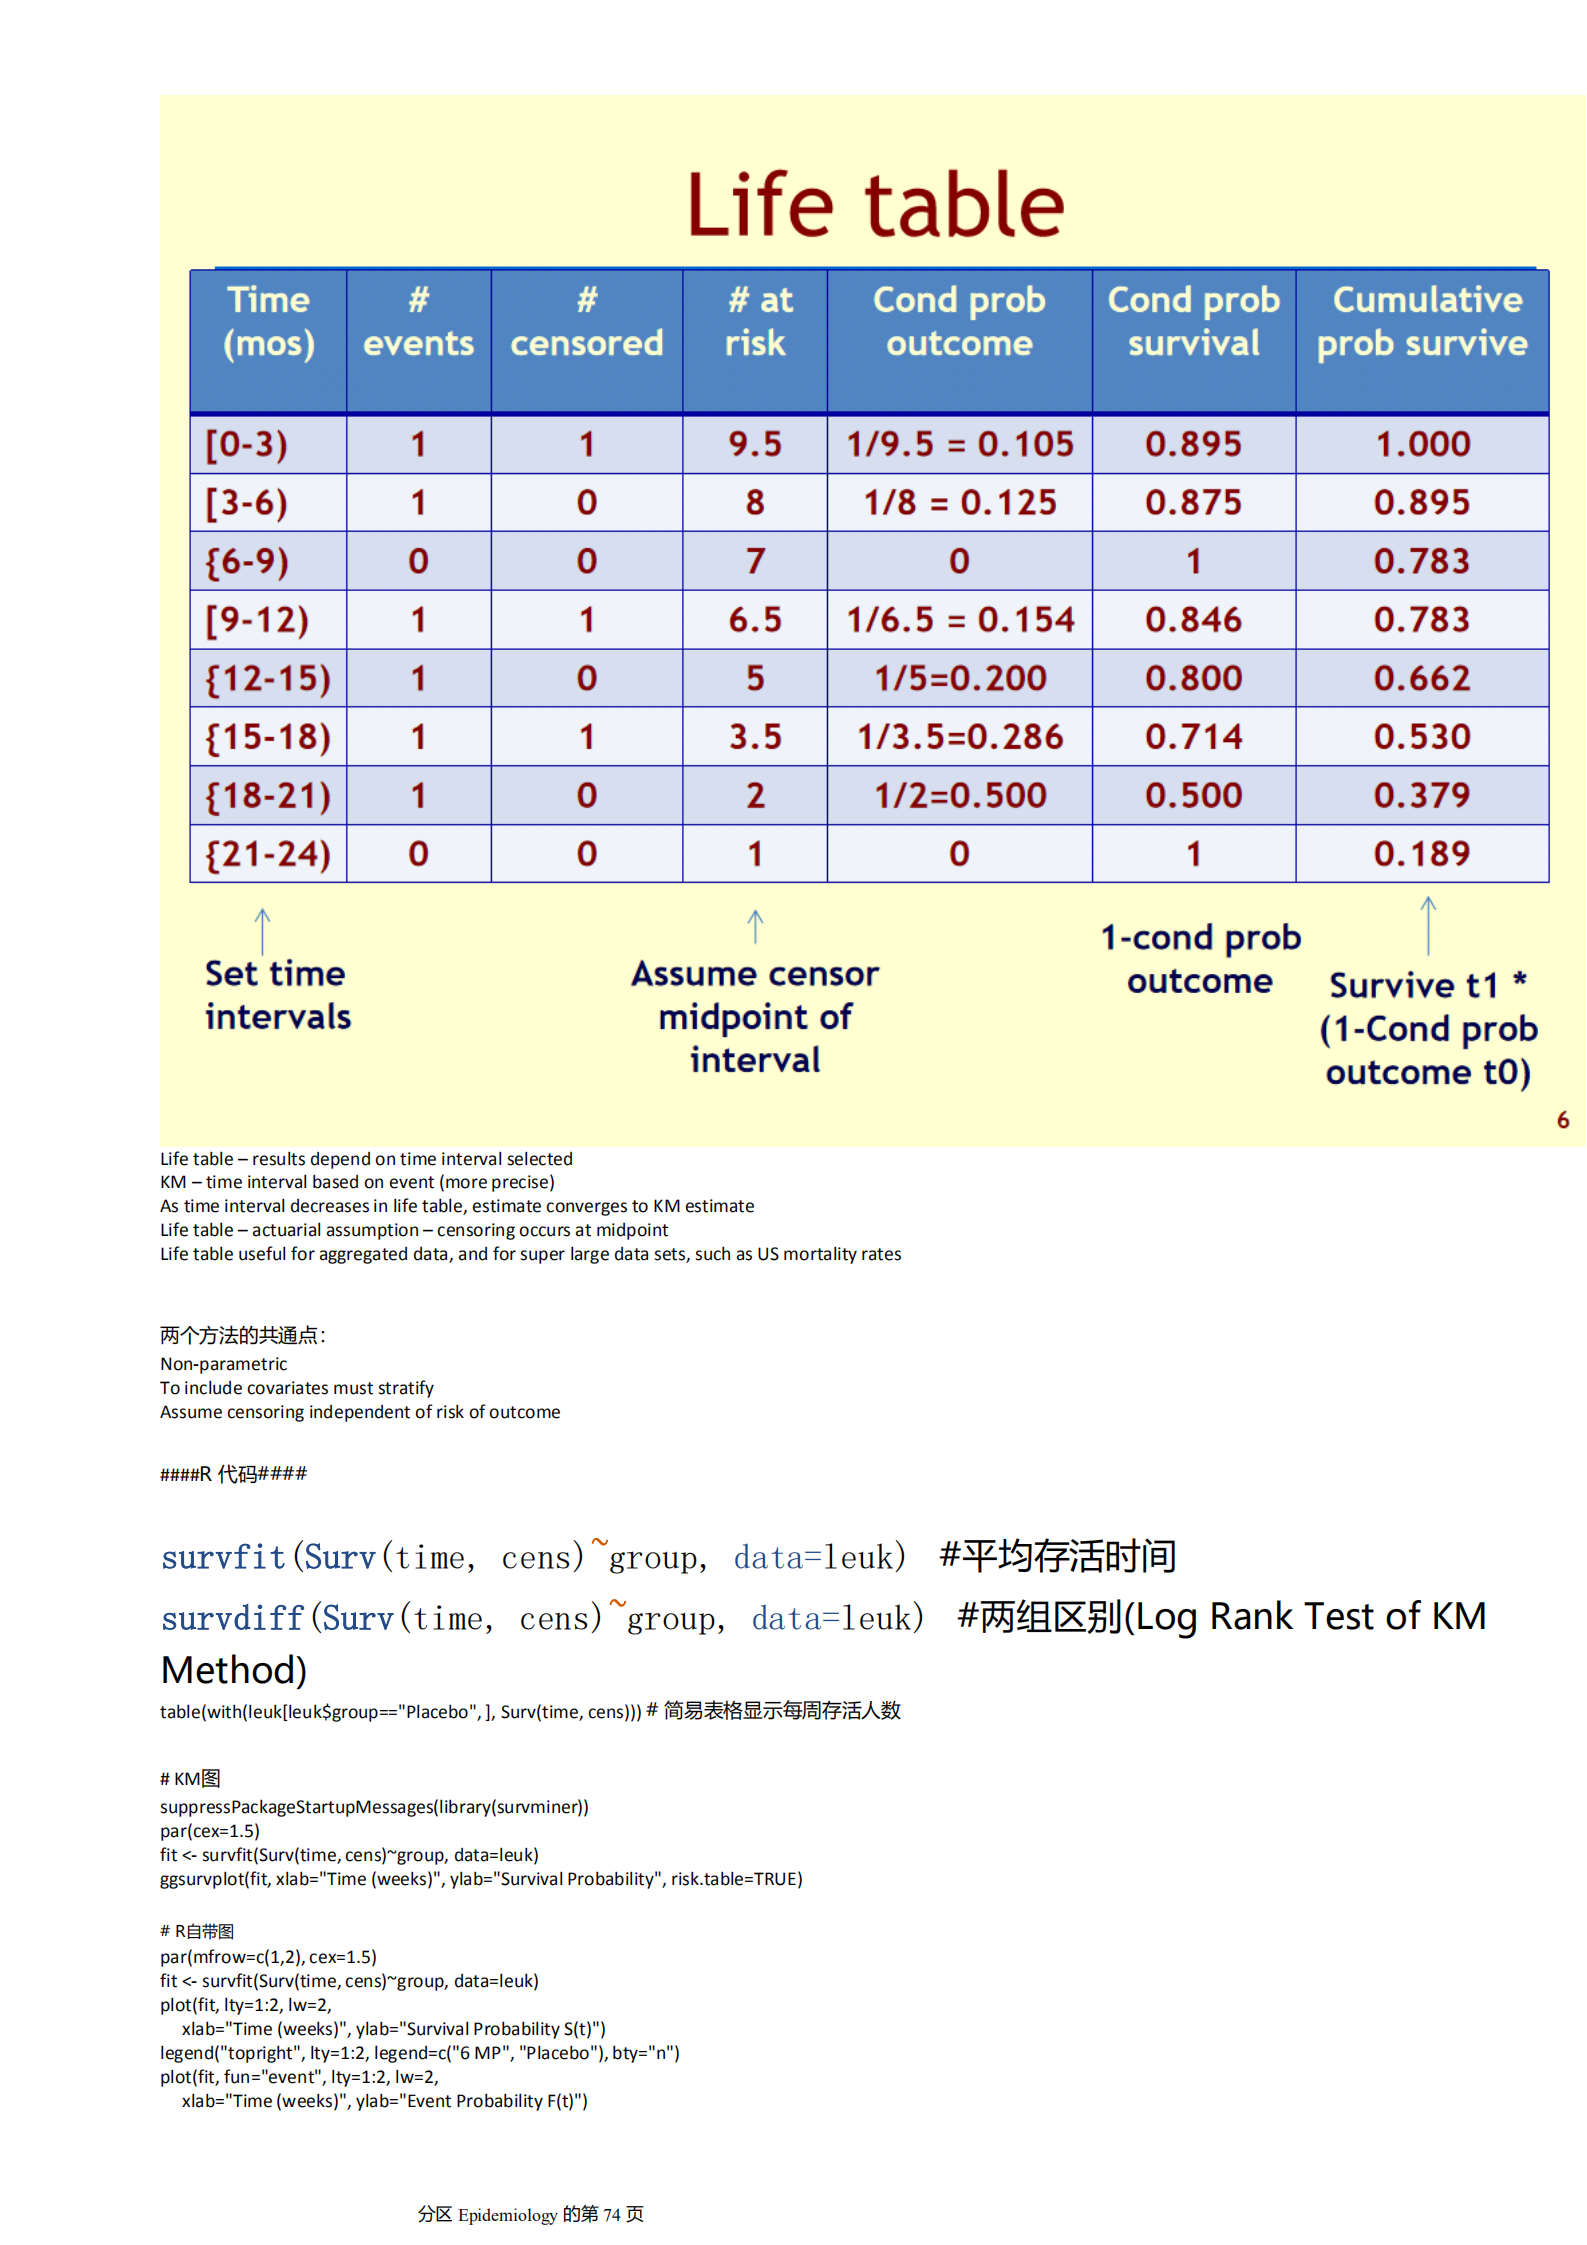 Life table
Time (mos) | # events | # censored | # at risk | Cond prob outcome | Cond prob survival | Cumulative prob survive
[0-3) | 1 | 1 | 9.5 | 1/9.5 = 0.105 | 0.895 | 1.000
[3-6) | 1 | 0 | 8 | 1/8 = 0.125 | 0.875 | 0.895
{6-9) | 0 | 0 | 7 | 0 | 1 | 0.783
[9-12) | 1 | 1 | 6.5 | 1/6.5 = 0.154 | 0.846 | 0.783
{12-15) | 1 | 0 | 5 | 1/5=0.200 | 0.800 | 0.662
{15-18) | 1 | 1 | 3.5 | 1/3.5=0.286 | 0.714 | 0.530
{18-21) | 1 | 0 | 2 | 1/2=0.500 | 0.500 | 0.379
{21-24) | 0 | 0 | 1 | 0 | 1 | 0.189
Set time
intervals
Assume censor
midpoint of
interval
1-cond prob
outcome
Survive t1 *
(1-Cond prob
outcome t0)
6
Life table – results depend on time interval selected
KM – time interval based on event (more precise)
As time interval decreases in life table, estimate converges to KM estimate
Life table – actuarial assumption – censoring occurs at midpoint
Life table useful for aggregated data, and for super large data sets, such as US mortality rates
两个方法的共通点：
Non-parametric
To include covariates must stratify
Assume censoring independent of risk of outcome
####R 代码####
survfit(Surv(time, cens)~group, data=leuk) #平均存活时间
survdiff(Surv(time, cens)~group, data=leuk) #两组区别(Log Rank Test of KM
Method)
table(with(leuk[leuk$group=="Placebo", ], Surv(time, cens))) # 简易表格显示每周存活人数
# KM图
suppressPackageStartupMessages(library(survminer))
par(cex=1.5)
fit <- survfit(Surv(time, cens)~group, data=leuk)
ggsurvplot(fit, xlab="Time (weeks)", ylab="Survival Probability", risk.table=TRUE)
# R自带图
par(mfrow=c(1,2), cex=1.5)
fit <- survfit(Surv(time, cens)~group, data=leuk)
plot(fit, lty=1:2, lw=2,
xlab="Time (weeks)", ylab="Survival Probability S(t)")
legend("topright", lty=1:2, legend=c("6 MP", "Placebo"), bty="n")
plot(fit, fun="event", lty=1:2, lw=2,
xlab="Time (weeks)", ylab="Event Probability F(t)")
分区 Epidemiology 的第 74 页